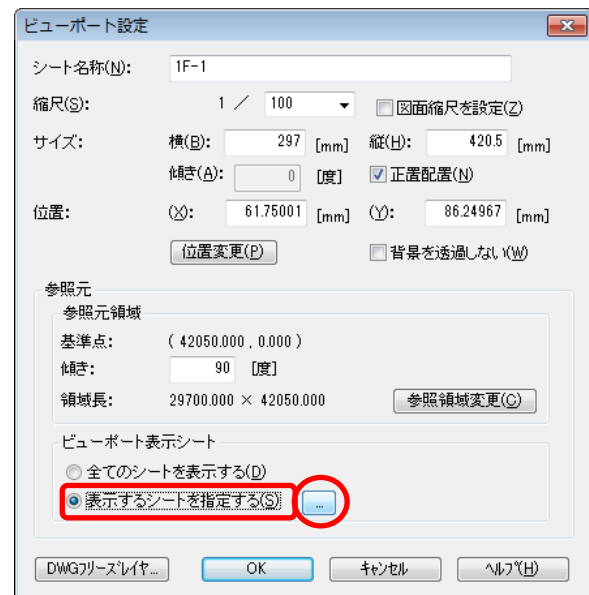 ビューポート設定
シート名称(N): 1F-1
縮尺(S): 1 ／ 100 図面縮尺を設定(Z)
サイズ: 横(B): 297 [mm] 縦(H): 420.5 [mm]
傾き(A): 0 [度] 正置配置(N)
位置: (X): 61.75001 [mm] (Y): 86.24967 [mm]
位置変更(P) 背景を透過しない(W)
参照元
参照元領域
基準点: ( 42050.000 , 0.000 )
傾き: 90 [度]
領域長: 29700.000 × 42050.000 参照領域変更(C)
ビューポート表示シート
全てのシートを表示する(D)
表示するシートを指定する(S) ...
DWGフリーズレイヤ... OK キャンセル ヘルプ(H)